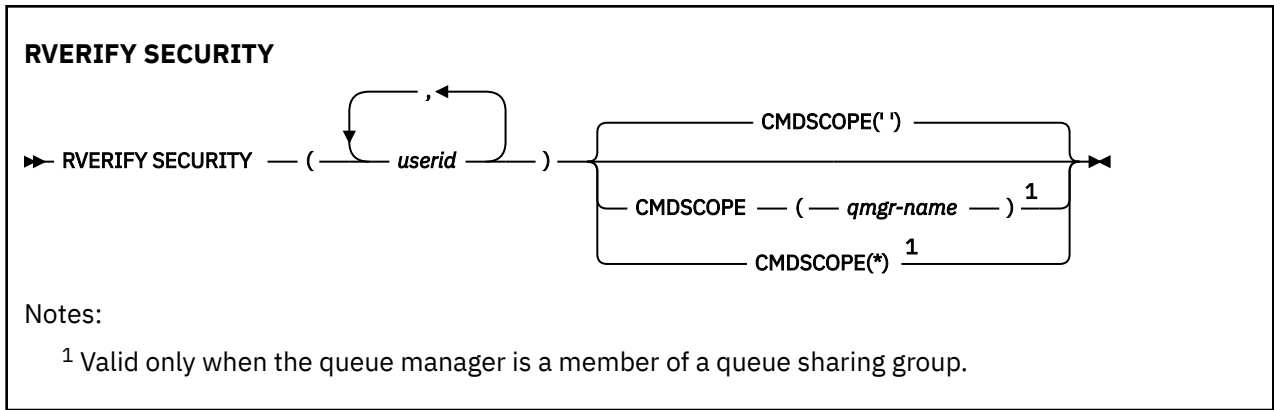 RVERIFY SECURITY
,
CMDSCOPE(' ')
RVERIFY SECURITY ( userid )
CMDSCOPE ( qmgr-name ) 1
CMDSCOPE(*) 1
Notes:
1 Valid only when the queue manager is a member of a queue sharing group.